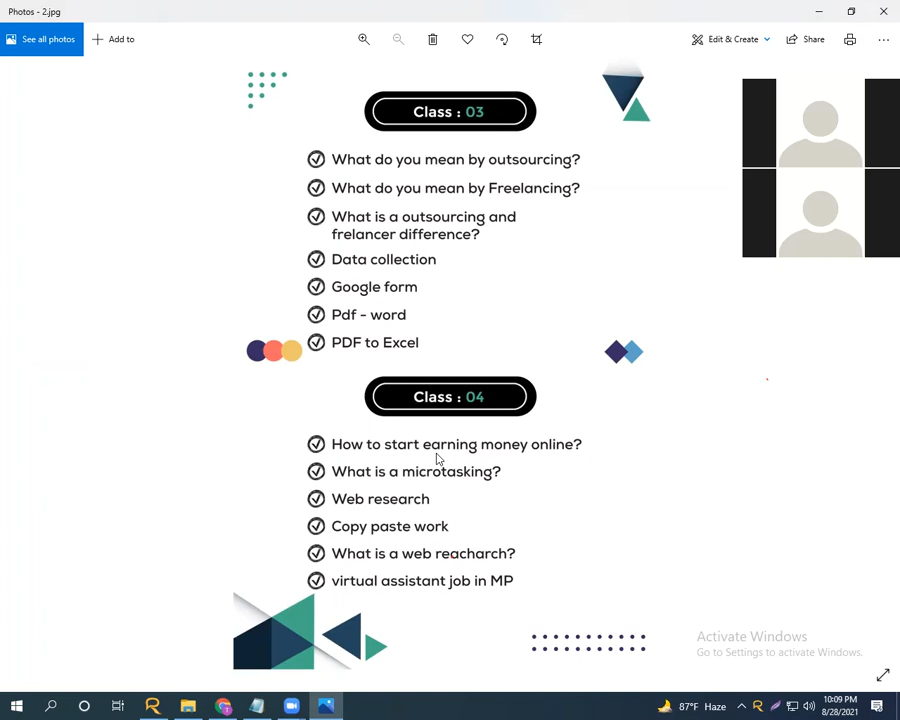 Photos - 2.jpg
See all photos
Add to
Edit & Create
Share
Class : 03
What do you mean by outsourcing?
What do you mean by Freelancing?
What is a outsourcing and
frelancer difference?
Data collection
Google form
Pdf - word
PDF to Excel
Class : 04
How to start earning money online?
What is a microtasking?
Web research
Copy paste work
What is a web reacharch?
virtual assistant job in MP
Activate Windows
Go to Settings to activate Windows.
87°F Haze
10:09 PM
8/28/2021